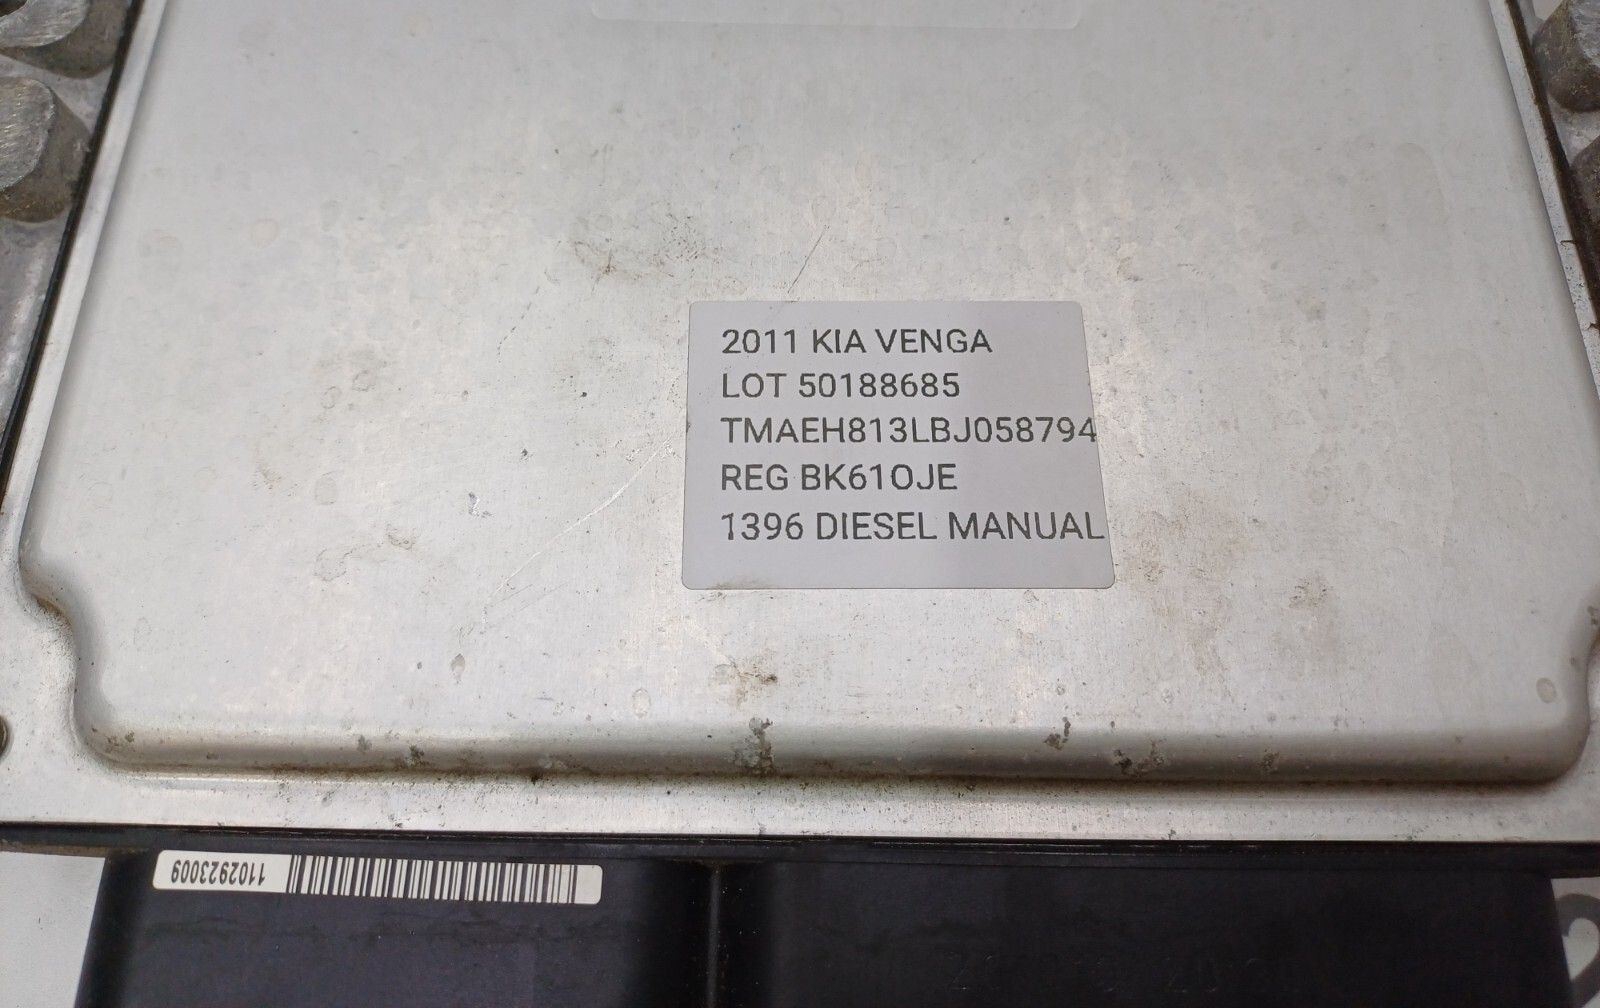 2011 KIA VENGA
LOT 50188685
TMAEH813LBJ058794
REG BK61OJE
1396 DIESEL MANUAL
1102923009